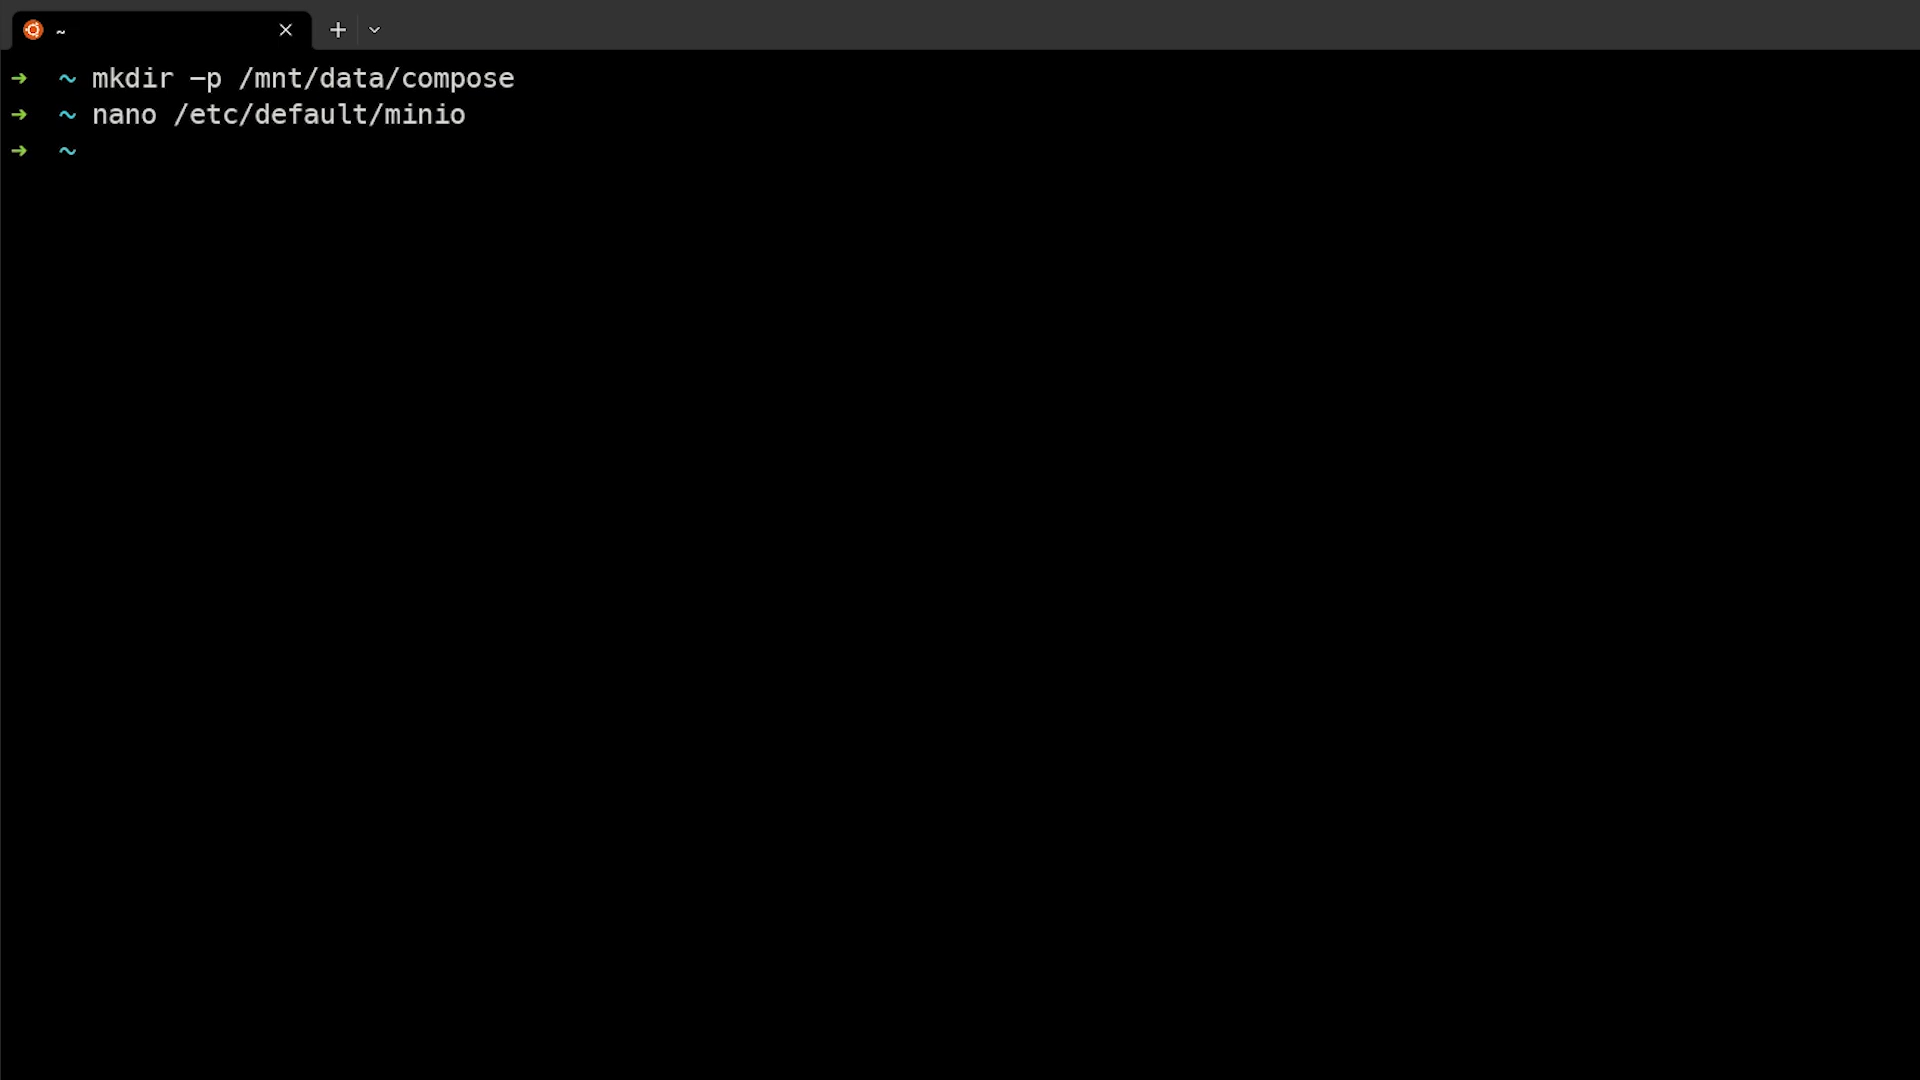 ~
➜ ~ mkdir -p /mnt/data/compose
➜ ~ nano /etc/default/minio
➜ ~